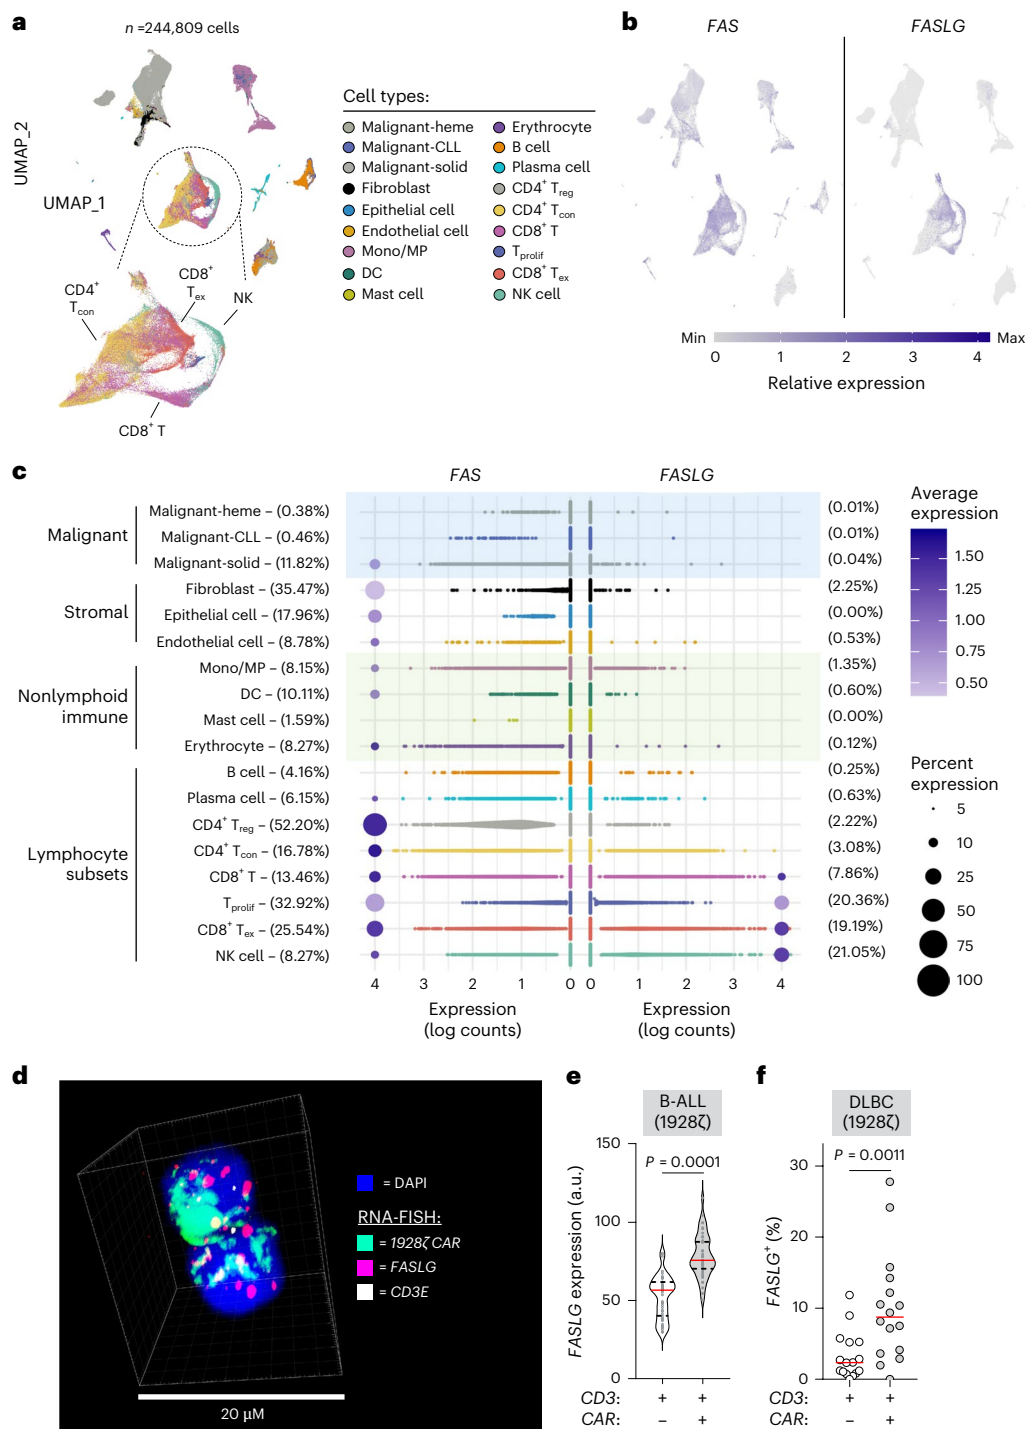 a
n =244,809 cells
UMAP_2
UMAP_1
CD4+ Tcon
CD8+ Tex
NK
CD8+ T
Cell types:
Malignant-heme
Malignant-CLL
Malignant-solid
Fibroblast
Epithelial cell
Endothelial cell
Mono/MP
DC
Mast cell
Erythrocyte
B cell
Plasma cell
CD4+ Treg
CD4+ Tcon
CD8+ T
Tprolif
CD8+ Tex
NK cell
b
FAS
FASLG
Min
Max
0 1 2 3 4
Relative expression
c
FAS
FASLG
Malignant
Malignant-heme – (0.38%) (0.01%)
Malignant-CLL – (0.46%) (0.01%)
Malignant-solid – (11.82%) (0.04%)
Stromal
Fibroblast – (35.47%) (2.25%)
Epithelial cell – (17.96%) (0.00%)
Endothelial cell – (8.78%) (0.53%)
Nonlymphoid
immune
Mono/MP – (8.15%) (1.35%)
DC – (10.11%) (0.60%)
Mast cell – (1.59%) (0.00%)
Erythrocyte – (8.27%) (0.12%)
Lymphocyte
subsets
B cell – (4.16%) (0.25%)
Plasma cell – (6.15%) (0.63%)
CD4+ Treg – (52.20%) (2.22%)
CD4+ Tcon – (16.78%) (3.08%)
CD8+ T – (13.46%) (7.86%)
Tprolif – (32.92%) (20.36%)
CD8+ Tex – (25.54%) (19.19%)
NK cell – (8.27%) (21.05%)
4 3 2 1 0 0 1 2 3 4
Expression
(log counts)
Expression
(log counts)
Average
expression
1.50
1.25
1.00
0.75
0.50
Percent
expression
5
10
25
50
75
100
d
= DAPI
RNA-FISH:
= 1928ζ CAR
= FASLG
= CD3E
20 μM
e
B-ALL
(1928ζ)
P = 0.0001
FASLG expression (a.u.)
150
100
50
0
CD3: + +
CAR: – +
f
DLBC
(1928ζ)
P = 0.0011
FASLG+ (%)
30
20
10
0
CD3: + +
CAR: – +